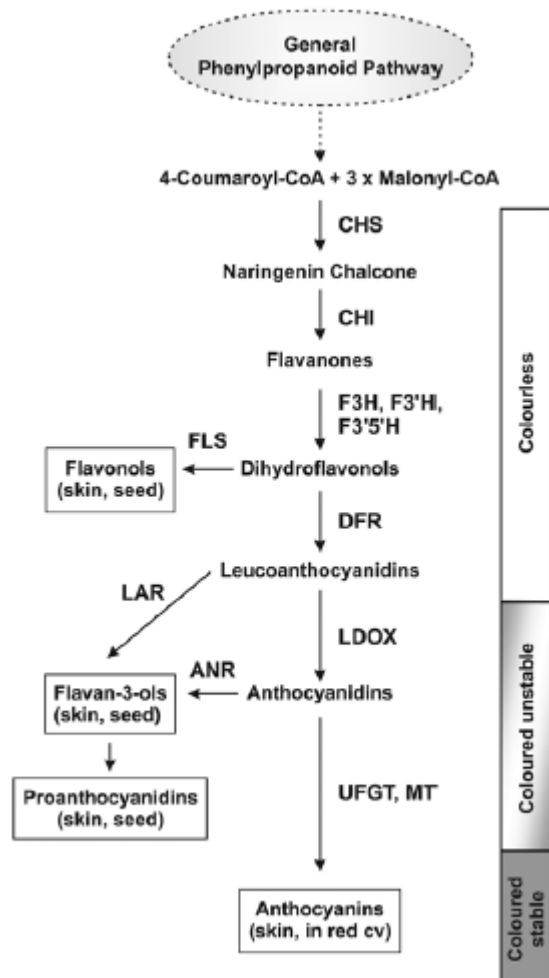 General
Phenylpropanoid Pathway
4-Coumaroyl-CoA + 3 x Malonyl-CoA
CHS
Naringenin Chalcone
CHI
Flavanones
F3H, F3'HI,
F3'5'H
FLS
Flavonols
(skin, seed)
Dihydroflavonols
DFR
Leucoanthocyanidins
LAR
LDOX
ANR
Flavan-3-ols
(skin, seed)
Anthocyanidins
Proanthocyanidins
(skin, seed)
UFGT, MT
Anthocyanins
(skin, in red cv)
Colourless
Coloured unstable
Coloured
stable